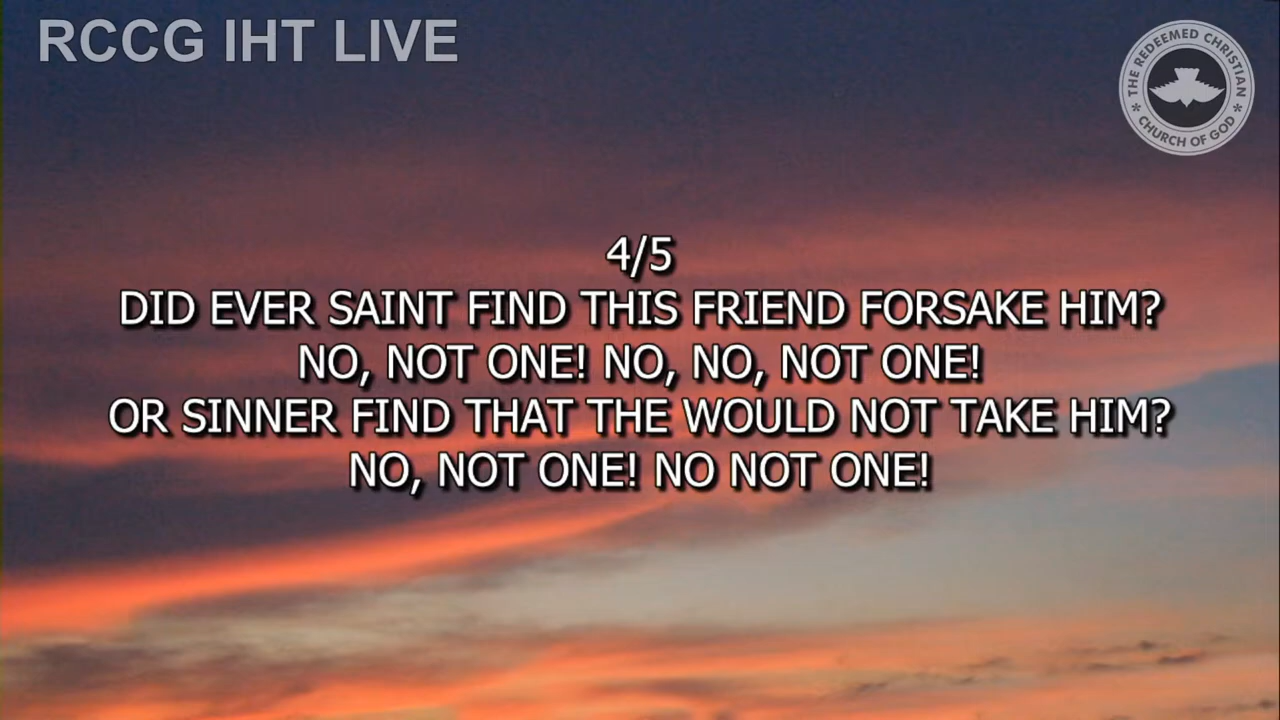 RCCG IHT LIVE
THE REDEEMED CHRISTIAN
* CHURCH OF GOD *
4/5
DID EVER SAINT FIND THIS FRIEND FORSAKE HIM?
NO, NOT ONE! NO, NO, NOT ONE!
OR SINNER FIND THAT THE WOULD NOT TAKE HIM?
NO, NOT ONE! NO NOT ONE!